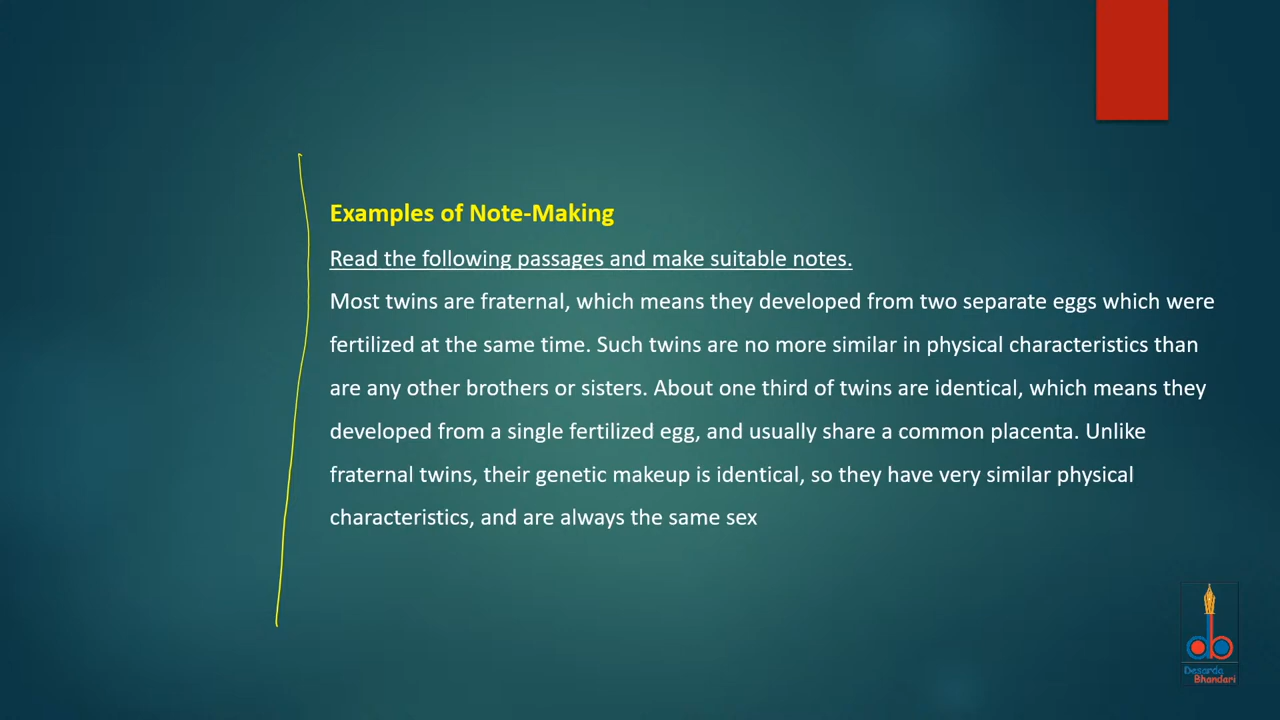 Examples of Note-Making
Read the following passages and make suitable notes.
Most twins are fraternal, which means they developed from two separate eggs which were
fertilized at the same time. Such twins are no more similar in physical characteristics than
are any other brothers or sisters. About one third of twins are identical, which means they
developed from a single fertilized egg, and usually share a common placenta. Unlike
fraternal twins, their genetic makeup is identical, so they have very similar physical
characteristics, and are always the same sex
db
Desarda
Bhandari